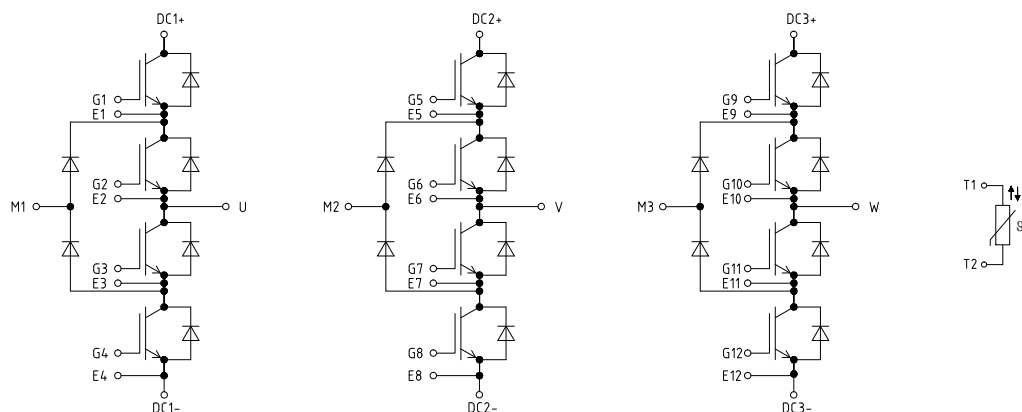 DC1+
DC2+
DC3+
G1
E1
G5
E5
G9
E9
G2
E2
G6
E6
G10
E10
T1
M1
U
M2
V
M3
W
G3
E3
G7
E7
G11
E11
T2
G4
E4
G8
E8
G12
E12
DC1-
DC2-
DC3-